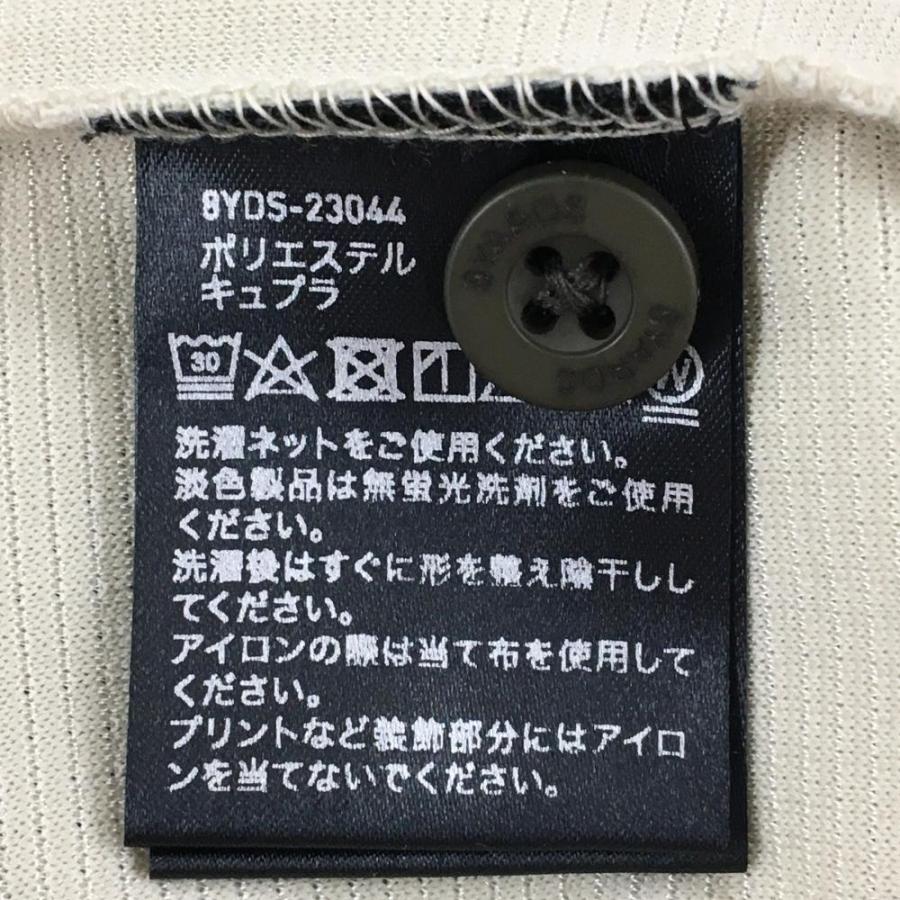 8YDS-23044
ポリエステル
キュプラ
30
W
洗濯ネットをご使用ください。
淡色製品は無蛍光洗剤をご使用
ください。
洗濯後はすぐに形を整え陰干しし
てください。
アイロンの際は当て布を使用して
ください。
プリントなど装飾部分にはアイロ
ンを当てないでください。